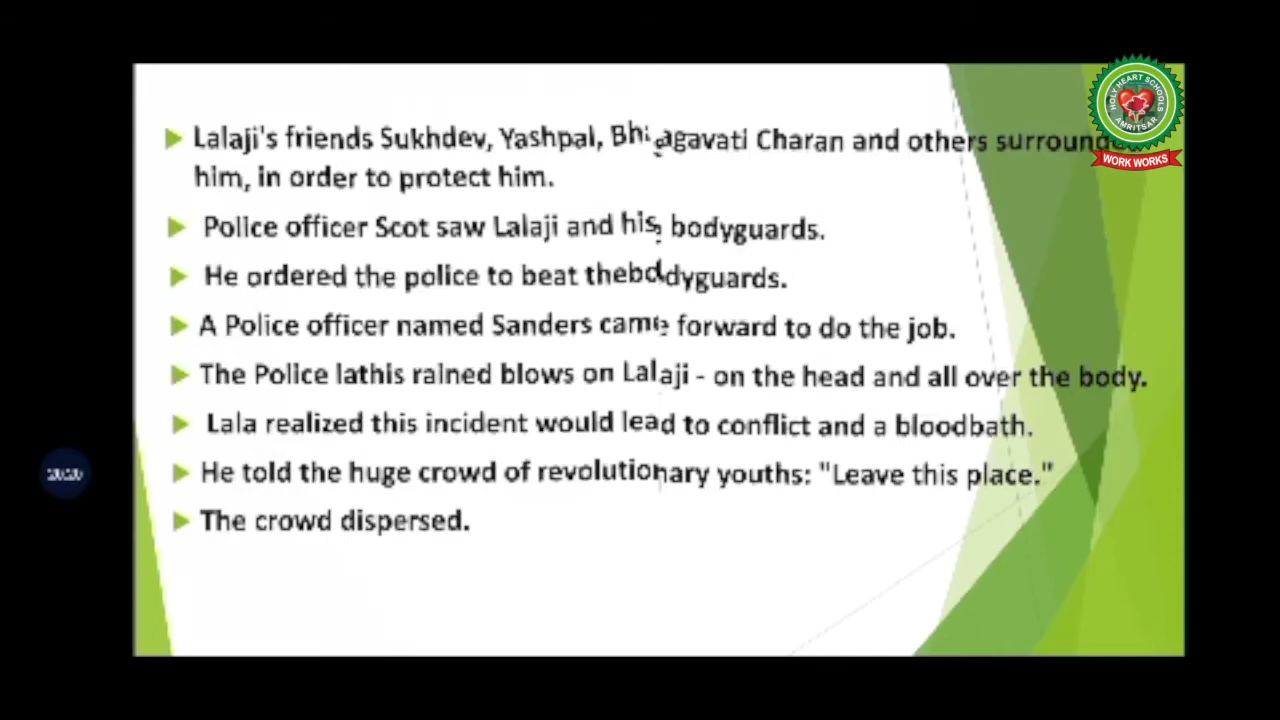 Lalaji's friends Sukhdev, Yashpal, Bhagavati Charan and others
him, in order to protect him.
Police officer Scot saw Lalaji and his bodyguards.
He ordered the police to beat thebodyguards.
A Police officer named Sanders came forward to do the job.
The Police lathis rained blows on Lalaji - on the head and all over the body.
Lala realized this incident would lead to conflict and a bloodbath.
He told the huge crowd of revolutionary youths: "Leave this place."
The crowd dispersed.
HOLY HEART SCHOOLS
AMRITSAR
WORK WORKS